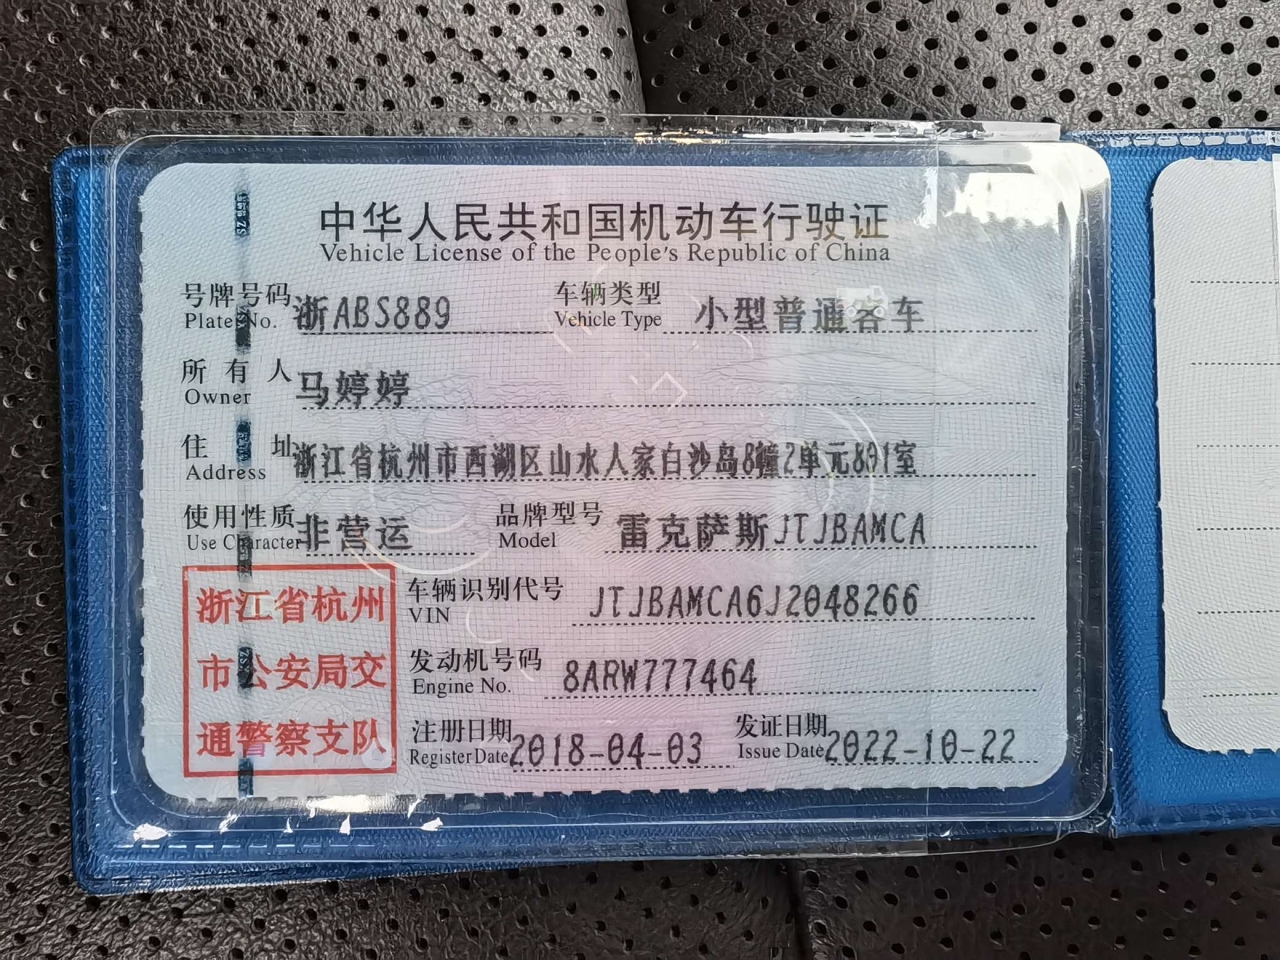 中华人民共和国机动车行驶证
Vehicle License of the People's Republic of China
号牌号码 浙ABS889 车辆类型 小型普通客车
Plate No. Vehicle Type
所有人 马婷婷
Owner
住址 浙江省杭州市西湖区山水人家白沙岛8幢2单元801室
Address
使用性质 非营运 品牌型号 雷克萨斯JTJBAMCA
Use Character Model
浙江省杭州
市公安局交
通警察支队
车辆识别代号 JTJBAMCA6J2048266
VIN
发动机号码 8ARW777464
Engine No.
注册日期 2018-04-03 发证日期 2022-10-22
Register Date Issue Date